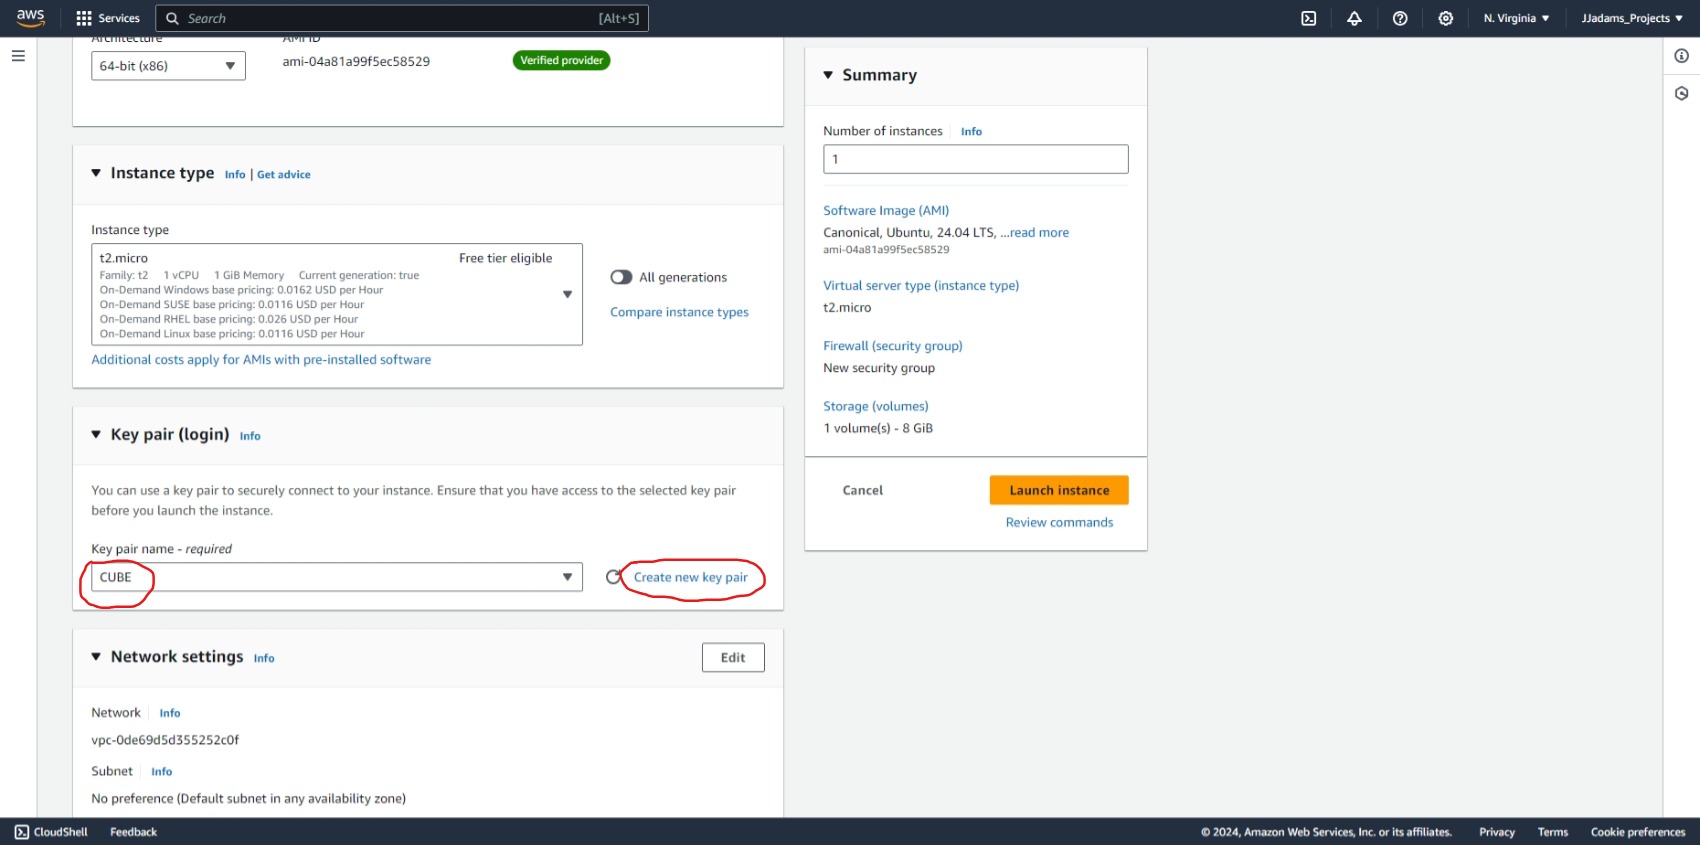 aws
Services
Search
[Alt+S]
N. Virginia
JJadams_Projects
Architecture
AMI ID
64-bit (x86)
ami-04a81a99f5ec58529
Verified provider
Instance type
Info | Get advice
Instance type
t2.micro
Free tier eligible
Family: t2 1 vCPU 1 GiB Memory Current generation: true
On-Demand Windows base pricing: 0.0162 USD per Hour
On-Demand SUSE base pricing: 0.0116 USD per Hour
On-Demand RHEL base pricing: 0.026 USD per Hour
On-Demand Linux base pricing: 0.0116 USD per Hour
All generations
Compare instance types
Additional costs apply for AMIs with pre-installed software
Key pair (login) Info
You can use a key pair to securely connect to your instance. Ensure that you have access to the selected key pair
before you launch the instance.
Key pair name - required
CUBE
Create new key pair
Network settings Info
Edit
Network Info
vpc-0de69d5d355252c0f
Subnet Info
No preference (Default subnet in any availability zone)
Summary
Number of instances Info
1
Software Image (AMI)
Canonical, Ubuntu, 24.04 LTS, ...read more
ami-04a81a99f5ec58529
Virtual server type (instance type)
t2.micro
Firewall (security group)
New security group
Storage (volumes)
1 volume(s) - 8 GiB
Cancel
Launch instance
Review commands
CloudShell
Feedback
© 2024, Amazon Web Services, Inc. or its affiliates.
Privacy
Terms
Cookie preferences